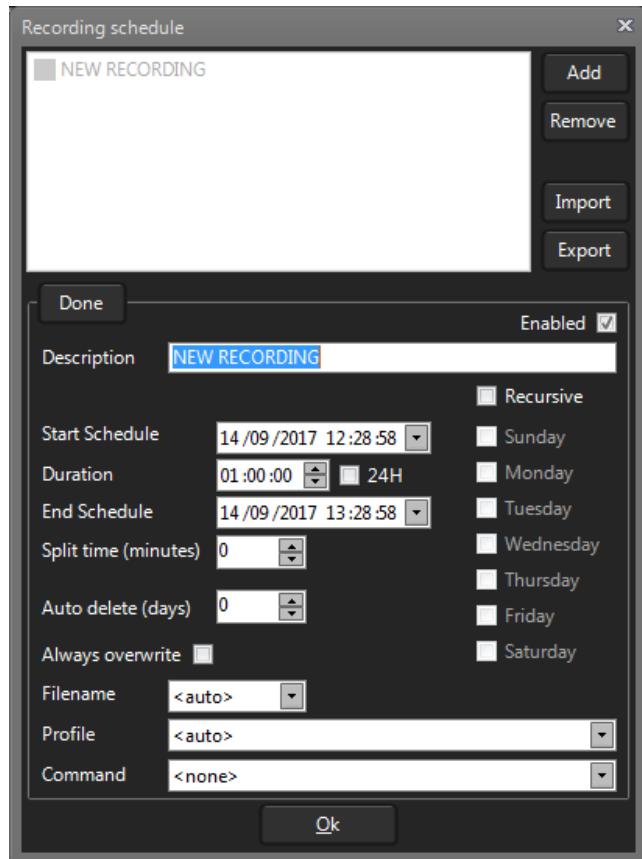 Recording schedule
NEW RECORDING
Add
Remove
Import
Export
Done
Enabled
Description NEW RECORDING
Recursive
Start Schedule 14/09/2017 12:28:58
Sunday
Duration 01:00:00 24H
Monday
End Schedule 14/09/2017 13:28:58
Tuesday
Split time (minutes) 0
Wednesday
Thursday
Auto delete (days) 0
Friday
Always overwrite
Saturday
Filename <auto>
Profile <auto>
Command <none>
Ok